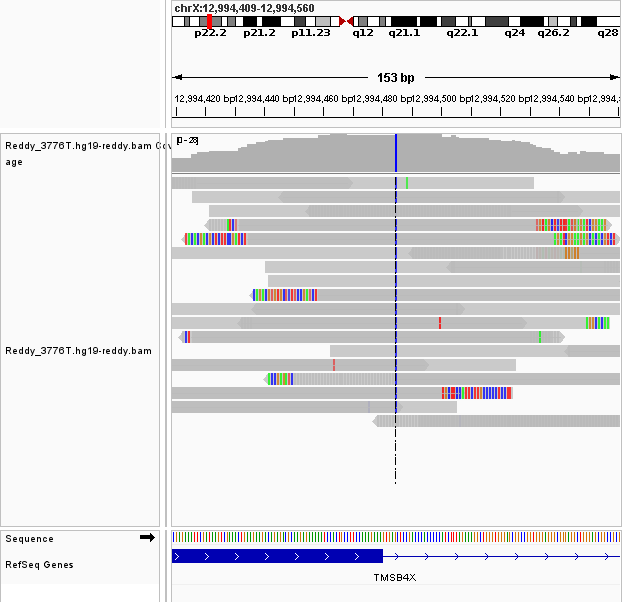 chrX:12,994,409-12,994,560
p22.2 p21.2 p11.23 q12 q21.1 q22.1 q24 q26.2 q28
153 bp
12,994,420 bp 12,994,440 bp 12,994,460 bp 12,994,480 bp 12,994,500 bp 12,994,520 bp 12,994,540 bp
Reddy_3776T.hg19-reddy.bam Cov
age
[0-28]
Reddy_3776T.hg19-reddy.bam
Sequence
RefSeq Genes
TMSB4X